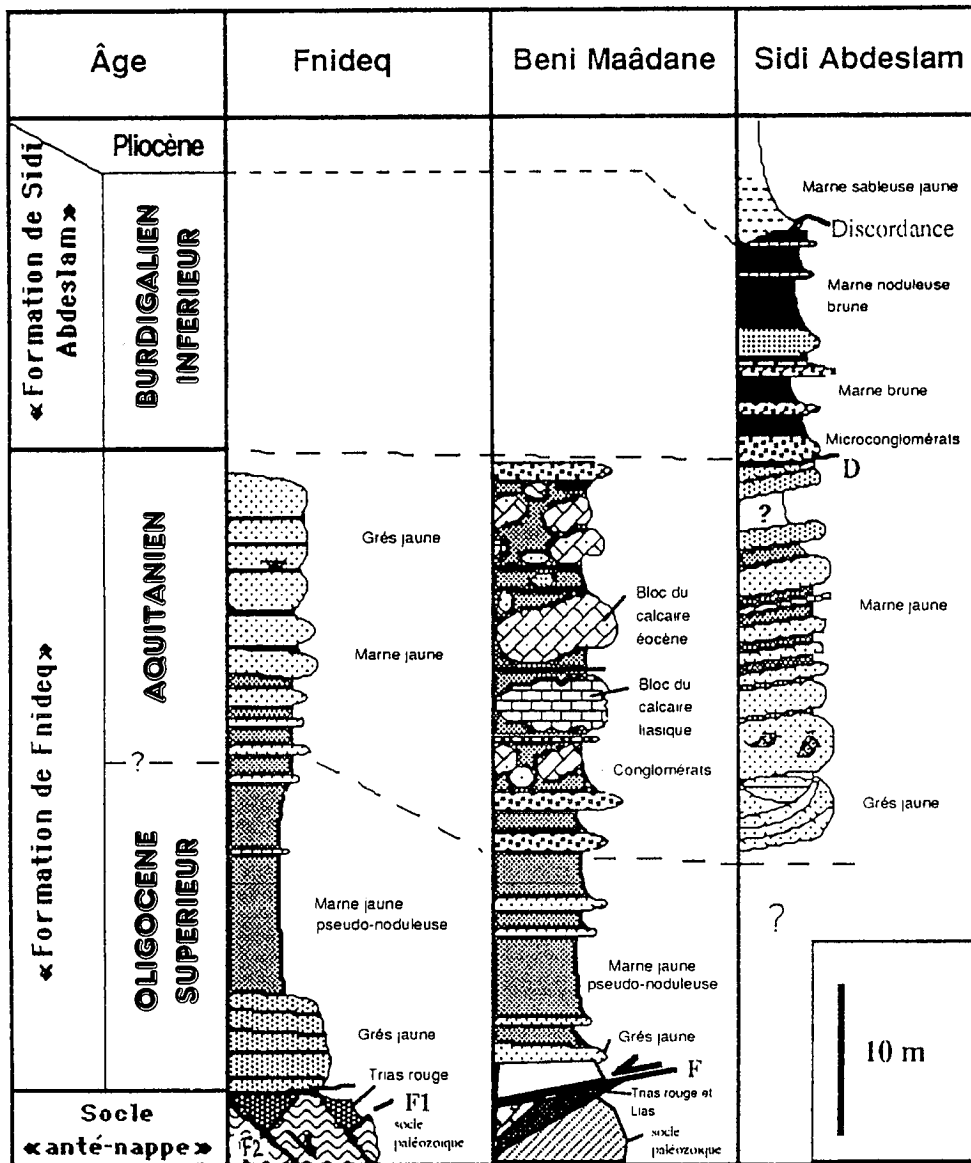 Âge
Fnideq
Beni Maâdane
Sidi Abdeslam
«Formation de Sidi
Abdeslam»
Pliocène
BURDIGALIEN
INFERIEUR
Marne sableuse jaune
Discordance
Marne noduleuse
brune
Marne brune
Microconglomérats
D
«Formation de Fnideq»
AQUITANIEN
Grés jaune
Marne jaune
Bloc du
calcaire
éocène
Bloc du
calcaire
liasique
Conglomérats
?
Marne jaune
Grés jaune
?
OLIGOCENE
SUPERIEUR
?
Marne jaune
pseudo-noduleuse
Grés jaune
Trias rouge
Marne jaune
pseudo-noduleuse
Grés jaune
F
Trias rouge et
Lias
socle
paléozoique
10 m
Socle
«anté-nappe»
F2
F1
socle
paléozoique